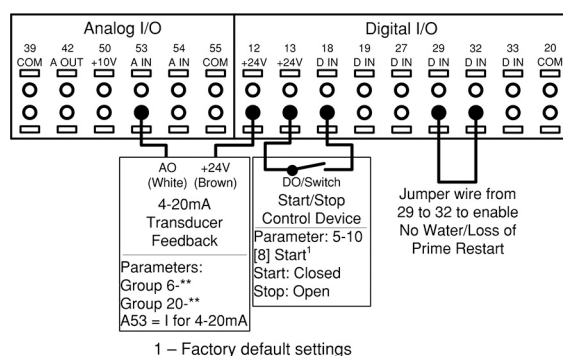 Analog I/O Digital I/O
39 42 50 53 54 55 12 13 18 19 27 29 32 33 20
COM A OUT +10V A IN A IN COM +24V +24V D IN D IN D IN D IN D IN D IN COM
AO +24V
(White) (Brown)
4-20mA
Transducer
Feedback
Parameters:
Group 6-**
Group 20-**
A53 = I for 4-20mA
DO/Switch
Start/Stop
Control Device
Parameter: 5-10
[8] Start¹
Start: Closed
Stop: Open
Jumper wire from
29 to 32 to enable
No Water/Loss of
Prime Restart
1 – Factory default settings